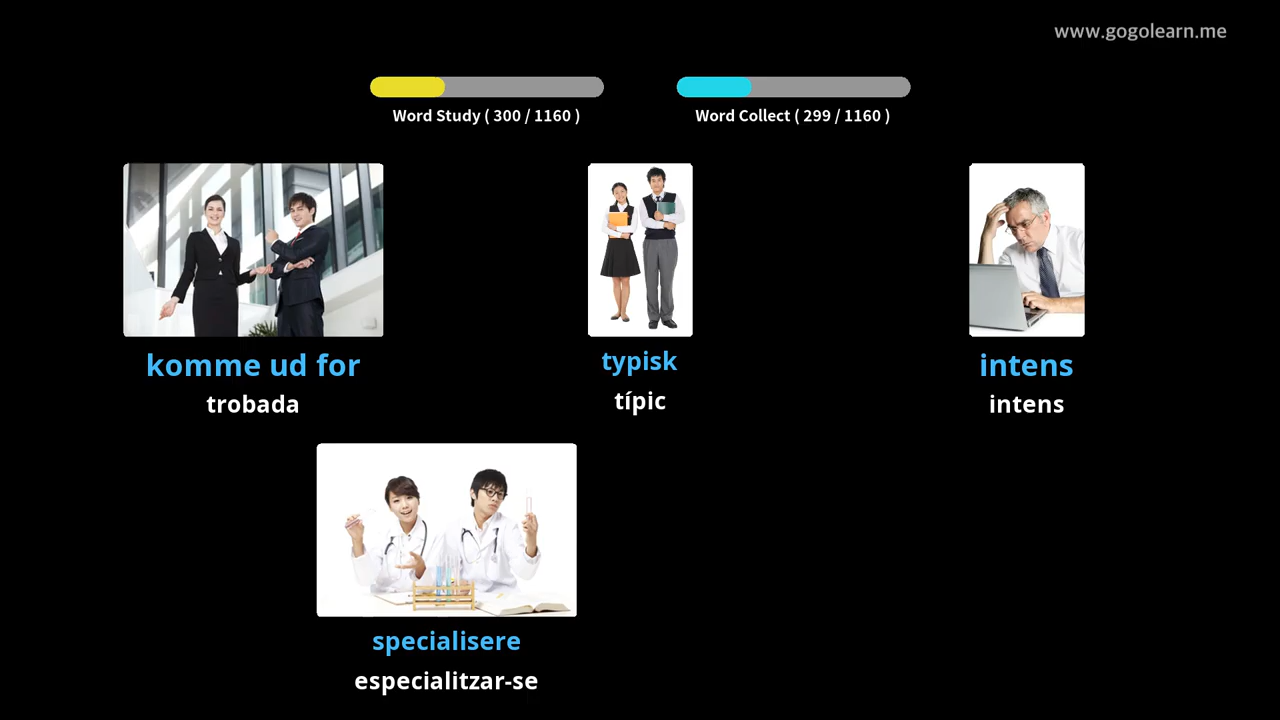 www.gogolearn.me
Word Study ( 300 / 1160 )
Word Collect ( 299 / 1160 )
komme ud for
trobada
typisk
típic
intens
intens
specialisere
especialitzar-se